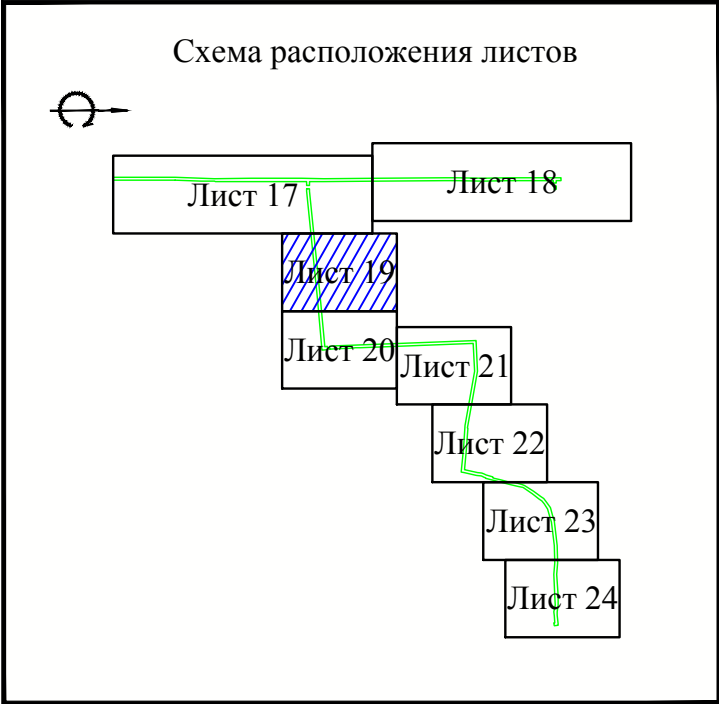 Схема расположения листов
Лист 17
Лист 18
Лист 19
Лист 20
Лист 21
Лист 22
Лист 23
Лист 24